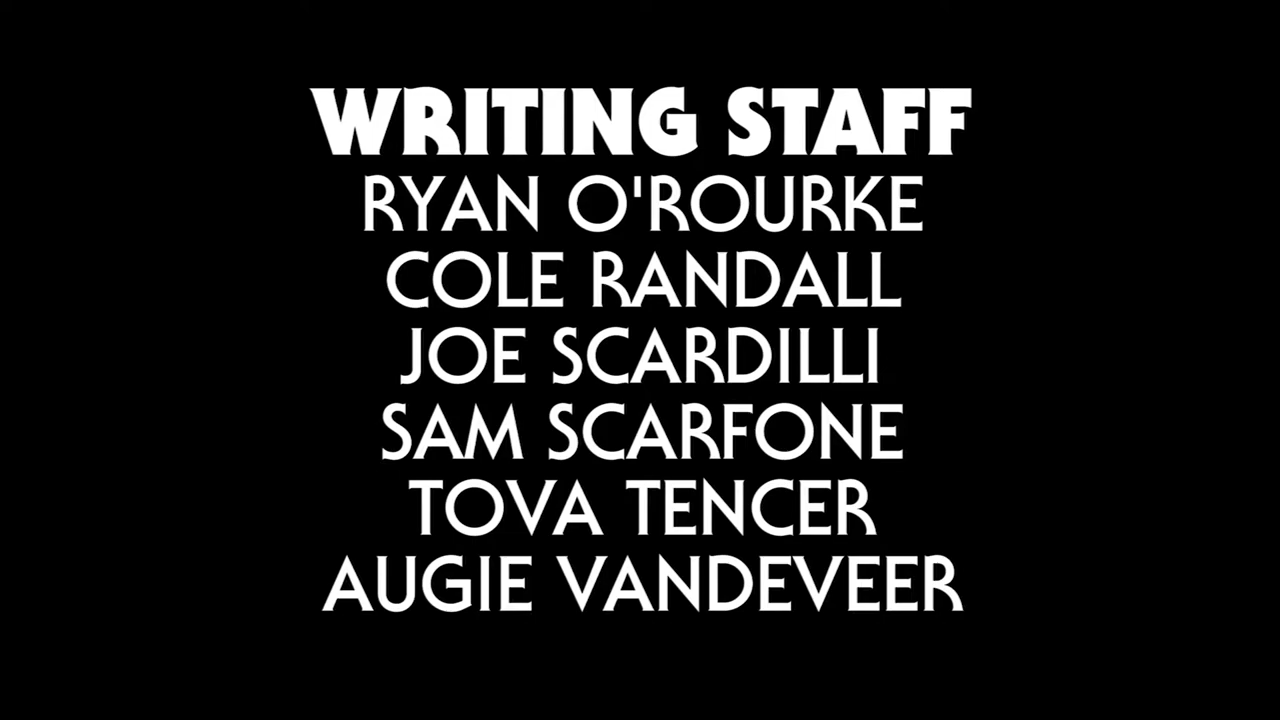 WRITING STAFF
RYAN O'ROURKE
COLE RANDALL
JOE SCARDILLI
SAM SCARFONE
TOVA TENCER
AUGIE VANDEVEER